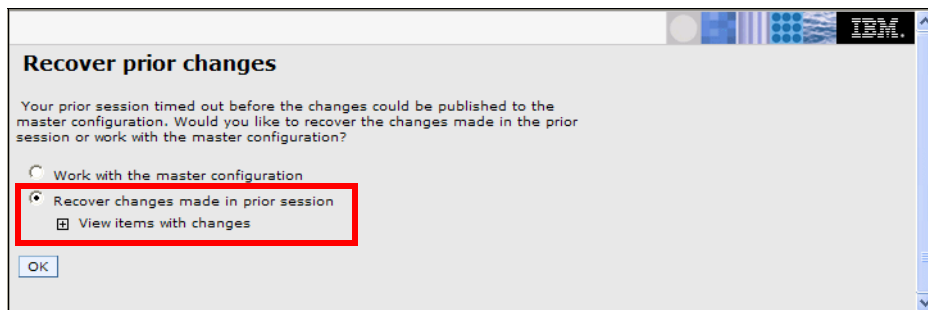 IBM.
Recover prior changes
Your prior session timed out before the changes could be published to the
master configuration. Would you like to recover the changes made in the prior
session or work with the master configuration?
Work with the master configuration
Recover changes made in prior session
View items with changes
OK